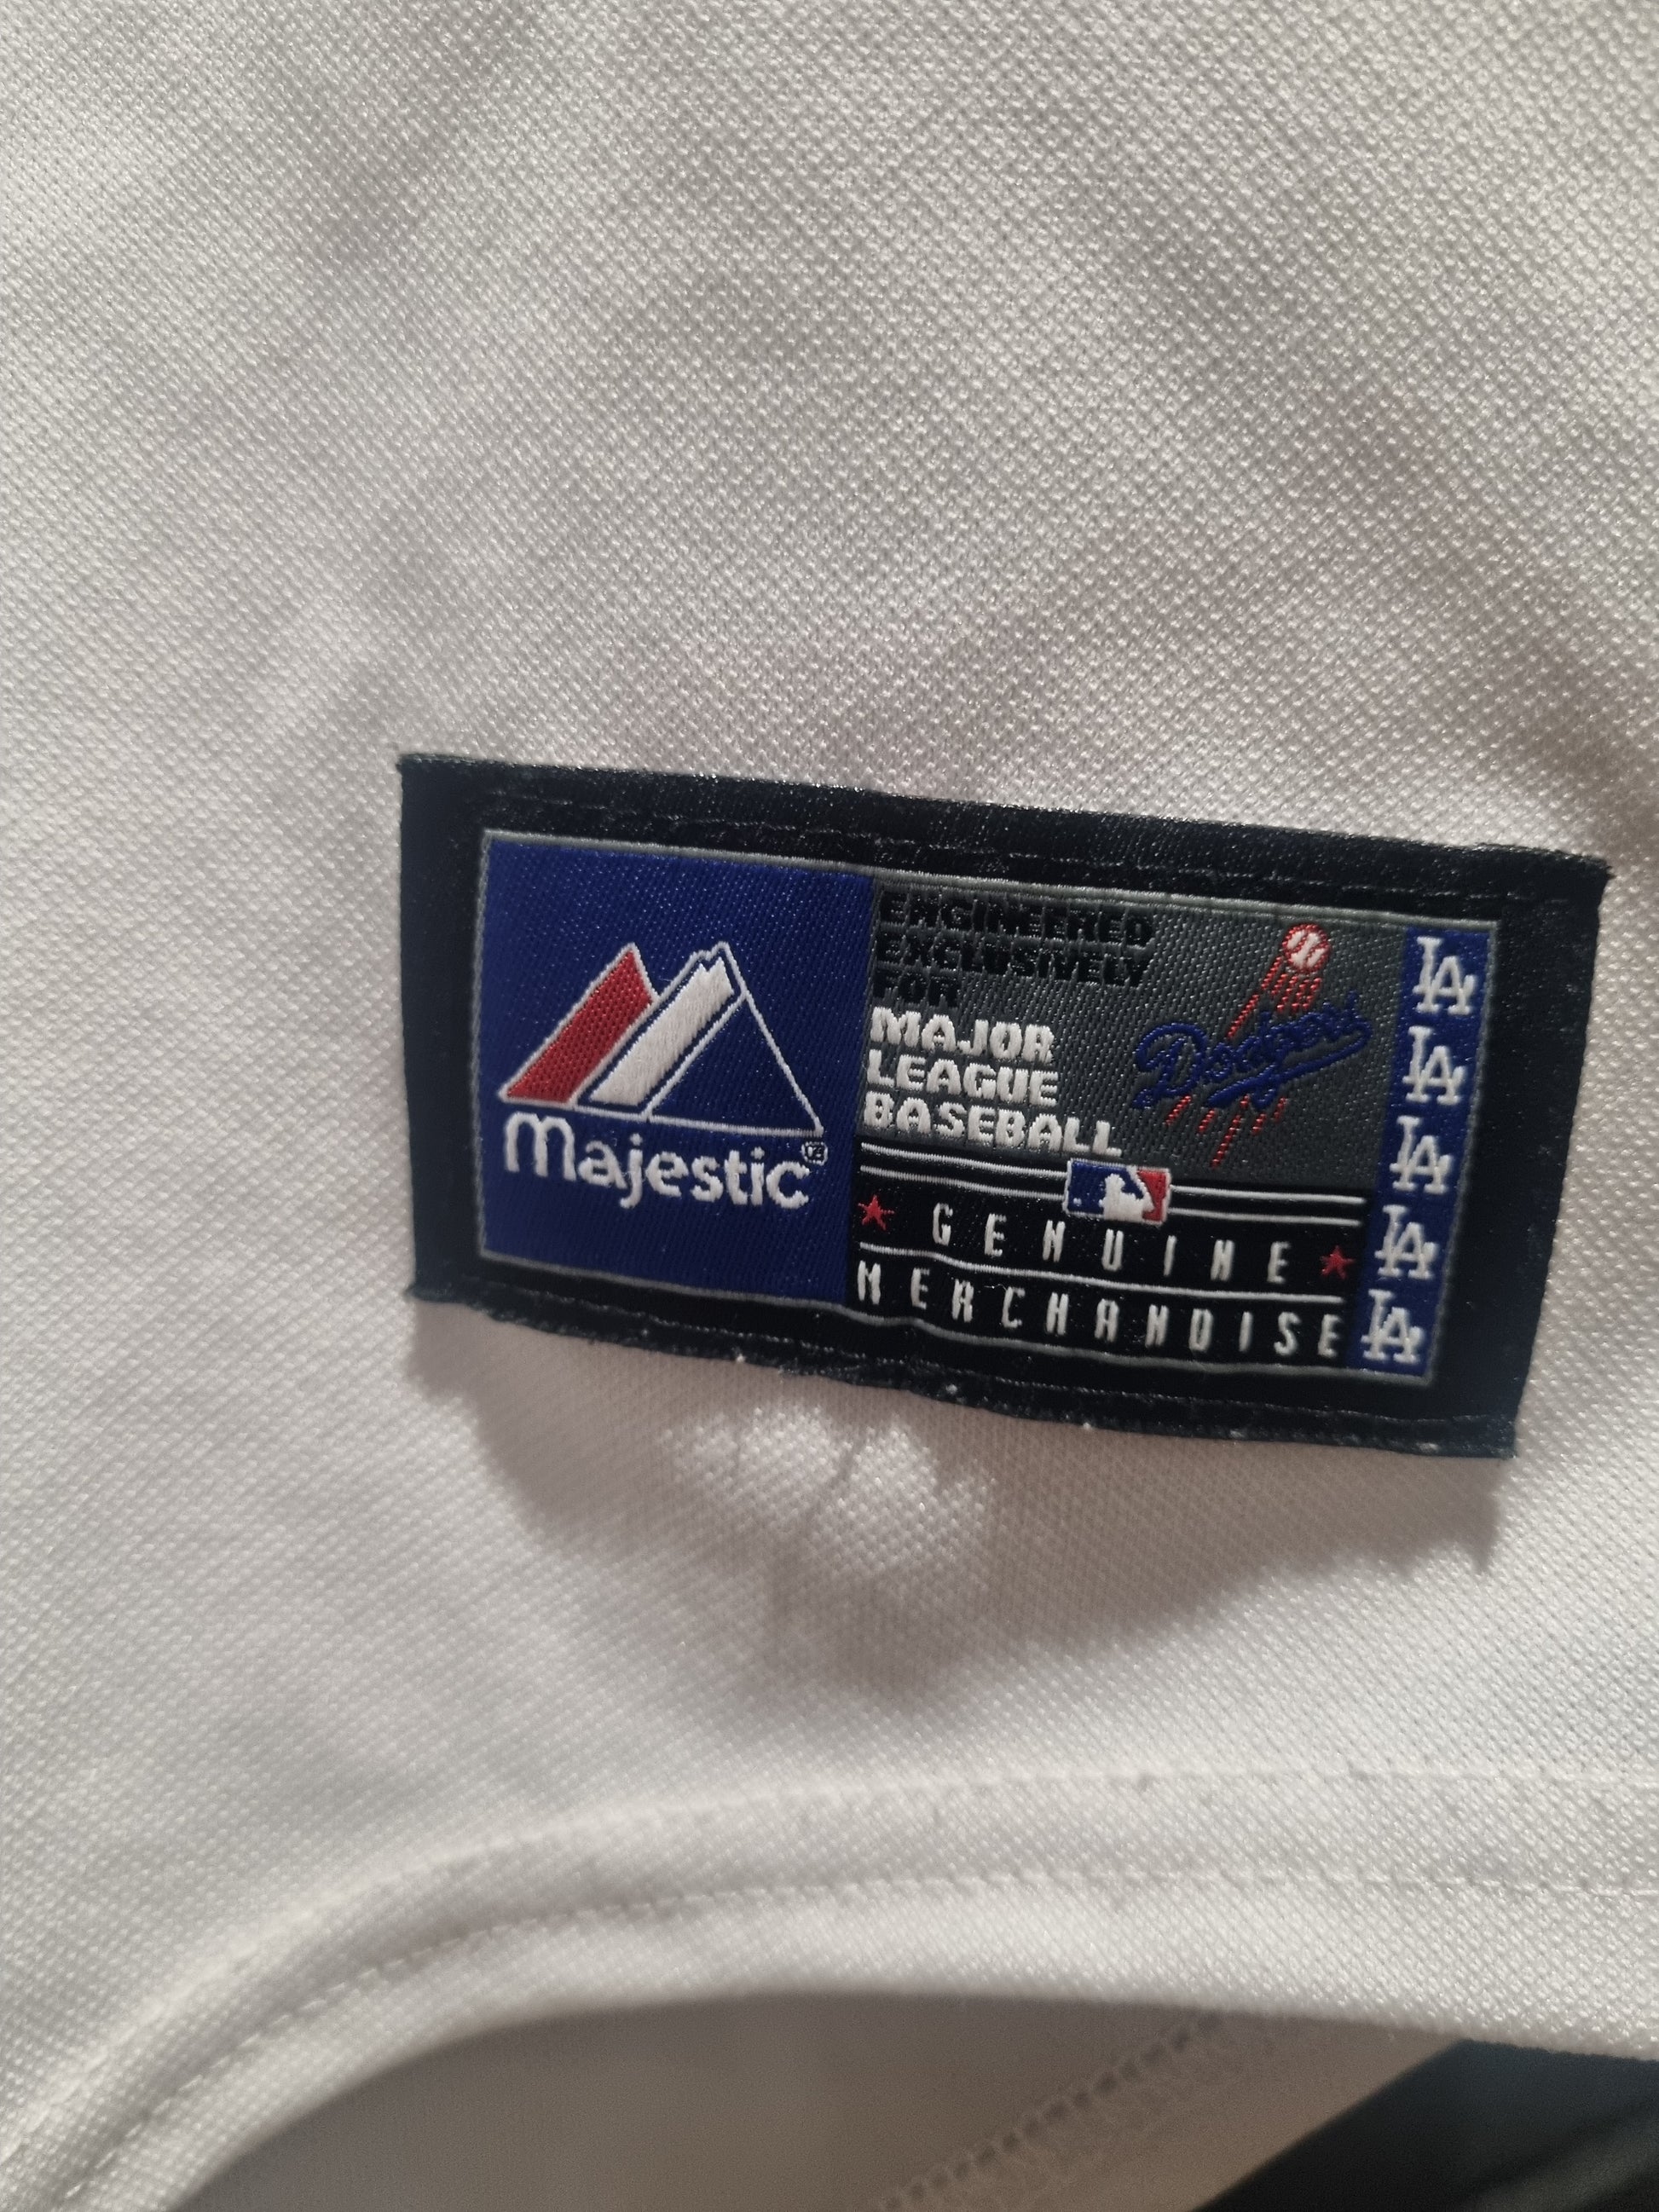 majestic®
ENGINEERED
EXCLUSIVELY
FOR
MAJOR
LEAGUE
BASEBALL
Dodgers
GENUINE
MERCHANDISE
LA
LA
LA
LA
LA